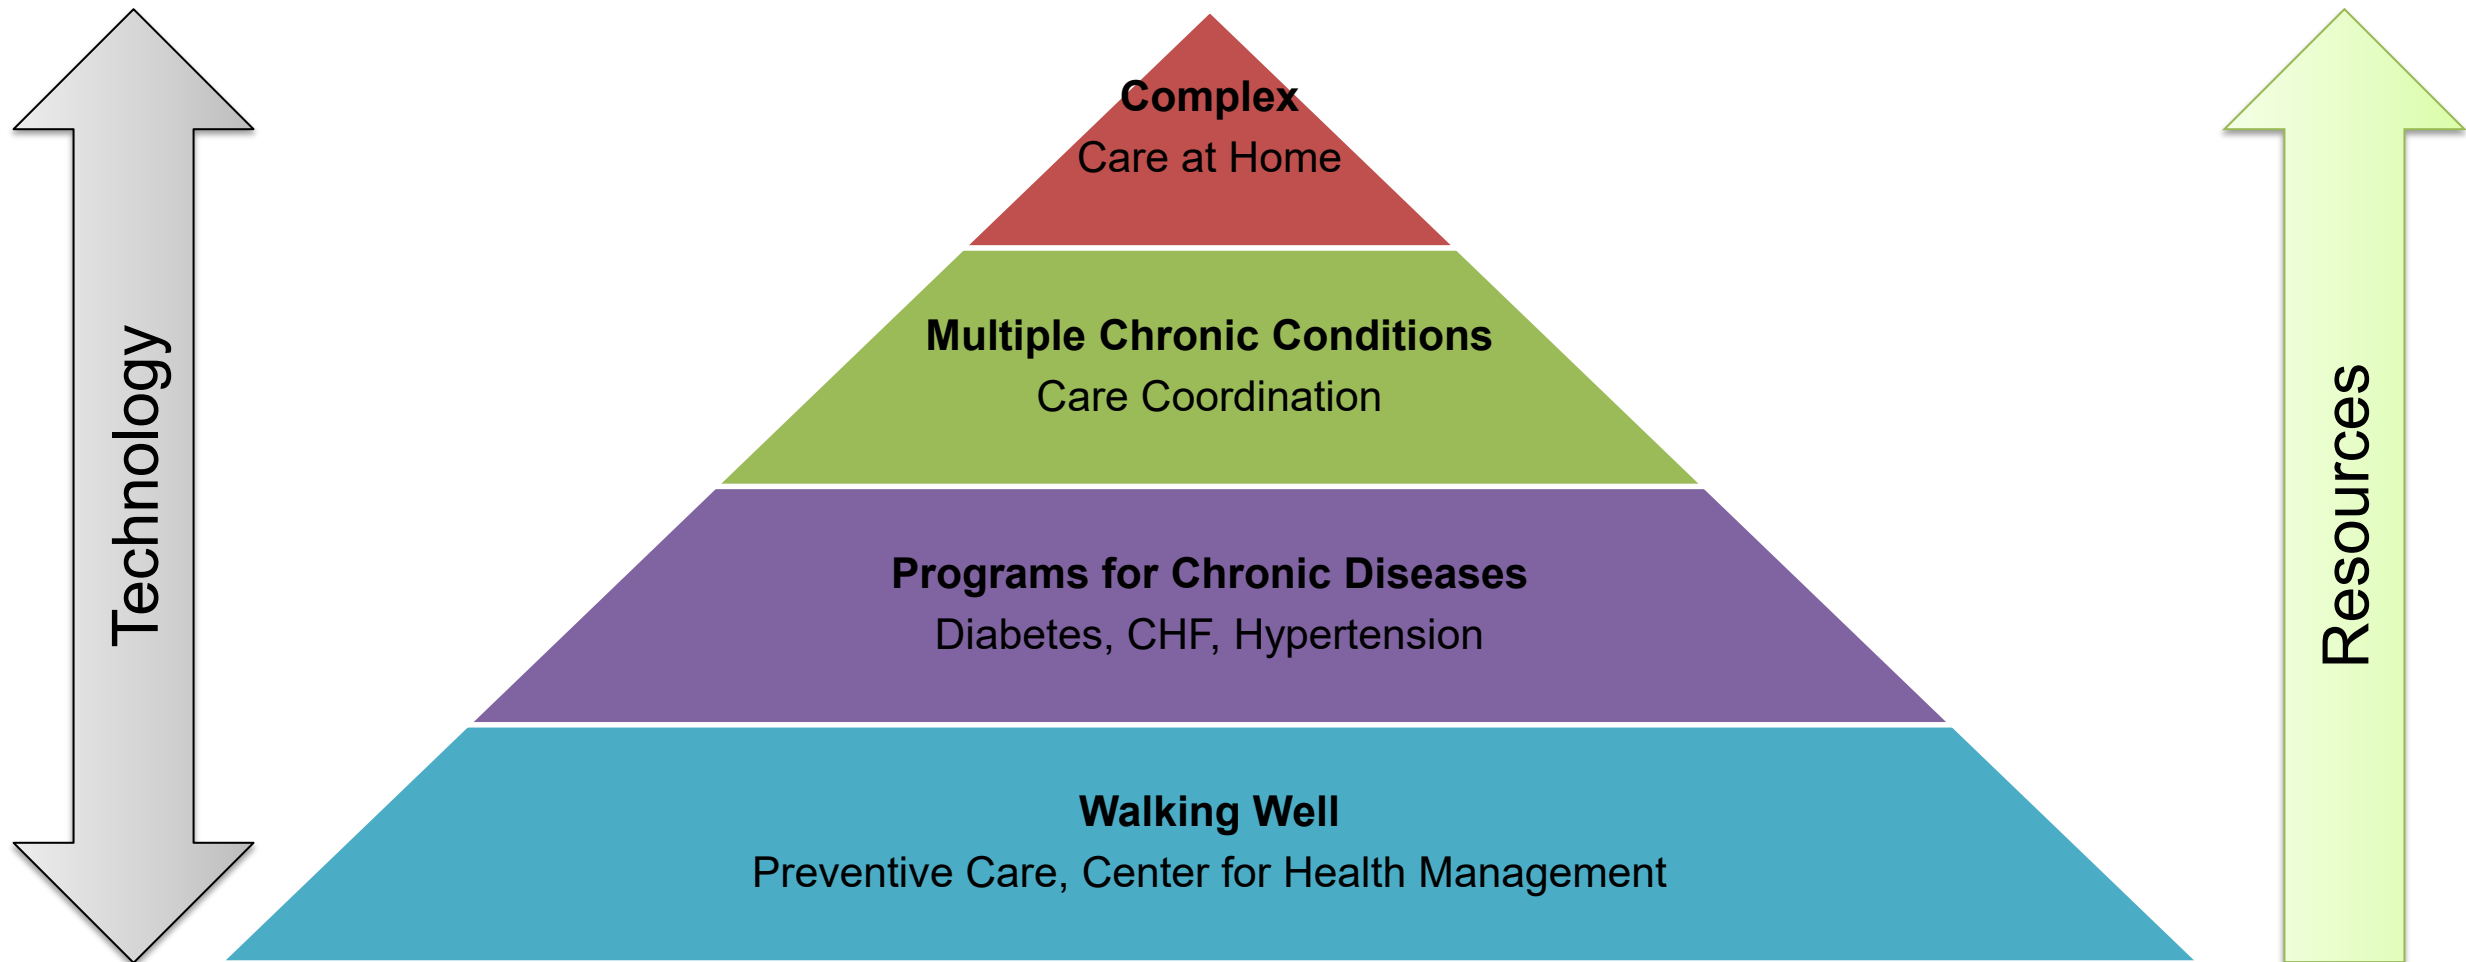 Complex
Care at Home
Multiple Chronic Conditions
Care Coordination
Programs for Chronic Diseases
Diabetes, CHF, Hypertension
Walking Well
Preventive Care, Center for Health Management
Technology
Resources